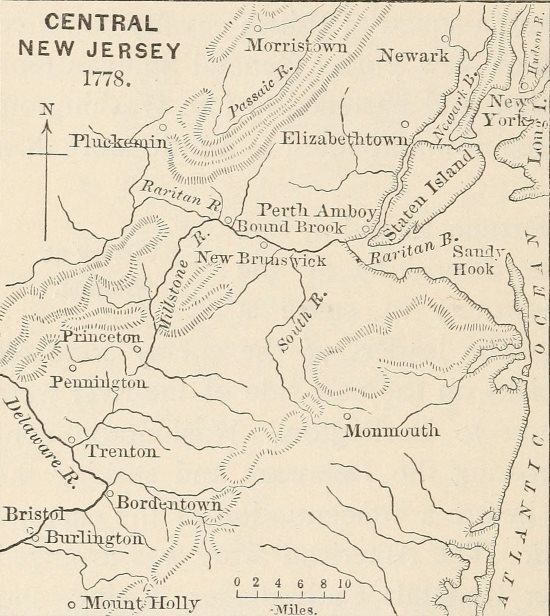 CENTRAL
NEW JERSEY
1778.
Morristown
Newark
Hudson R.
Passaic R.
Newark B.
New
York
N
Pluckemin
Elizabethtown
Long I.
Staten Island
Raritan R
Perth Amboy
Bound Brook
Raritan B.
Sandy
Hook
New Brunswick
Millstone R.
South R.
Princeton
Pennington
Delaware R.
Monmouth
Trenton
Bordentown
Bristol
Burlington
ATLANTIC OCEAN
0 2 4 6 8 10
Miles.
Mount Holly